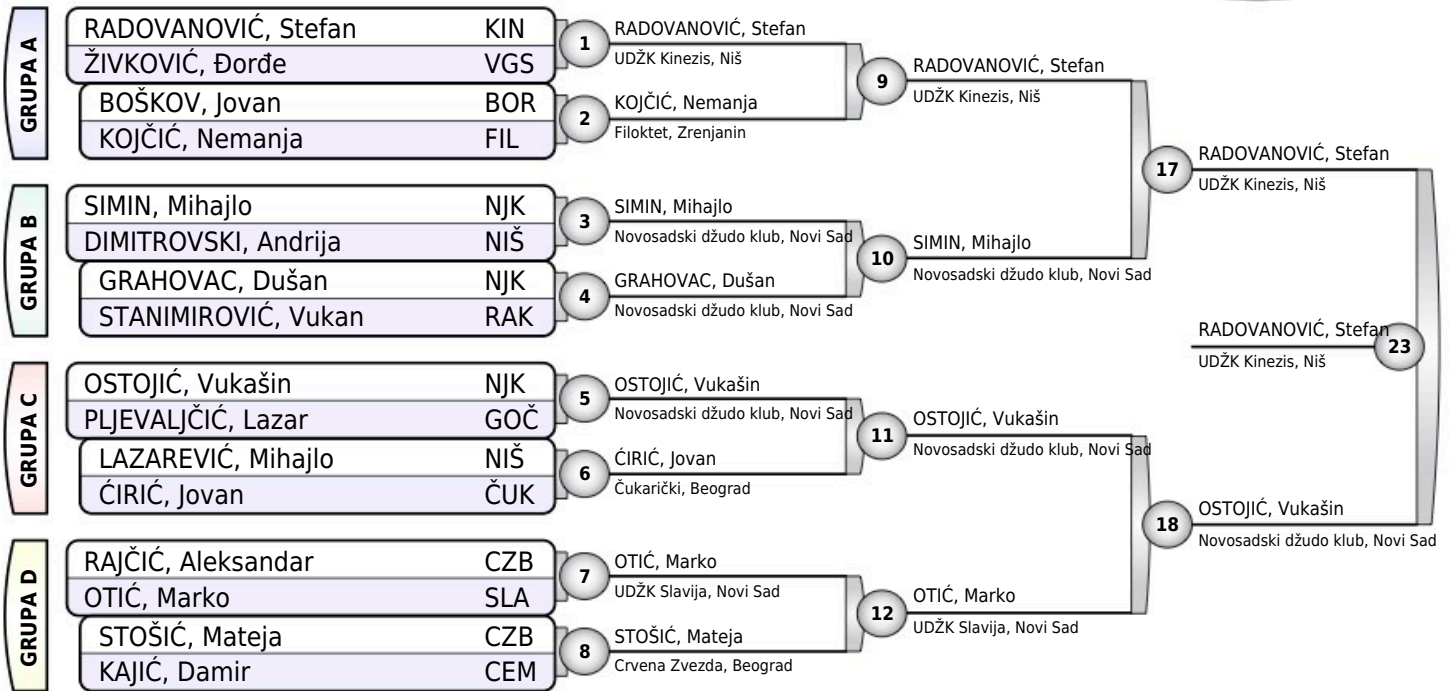 GRUPA A
RADOVANOVIĆ, Stefan KIN
ŽIVKOVIĆ, Đorđe VGS
BOŠKOV, Jovan BOR
KOJČIĆ, Nemanja FIL
GRUPA B
SIMIN, Mihajlo NJK
DIMITROVSKI, Andrija NIŠ
GRAHOVAC, Dušan NJK
STANIMIROVIĆ, Vukan RAK
GRUPA C
OSTOJIĆ, Vukašin NJK
PLJEVALJČIĆ, Lazar GOČ
LAZAREVIĆ, Mihajlo NIŠ
ĆIRIĆ, Jovan ČUK
GRUPA D
RAJČIĆ, Aleksandar CZB
OTIĆ, Marko SLA
STOŠIĆ, Mateja CZB
KAJIĆ, Damir CEM
1
RADOVANOVIĆ, Stefan
UDŽK Kinezis, Niš
2
KOJČIĆ, Nemanja
Filoktet, Zrenjanin
3
SIMIN, Mihajlo
Novosadski džudo klub, Novi Sad
4
GRAHOVAC, Dušan
Novosadski džudo klub, Novi Sad
5
OSTOJIĆ, Vukašin
Novosadski džudo klub, Novi Sad
6
ĆIRIĆ, Jovan
Čukarički, Beograd
7
OTIĆ, Marko
UDŽK Slavija, Novi Sad
8
STOŠIĆ, Mateja
Crvena Zvezda, Beograd
9
RADOVANOVIĆ, Stefan
UDŽK Kinezis, Niš
10
SIMIN, Mihajlo
Novosadski džudo klub, Novi Sad
11
OSTOJIĆ, Vukašin
Novosadski džudo klub, Novi Sad
12
OTIĆ, Marko
UDŽK Slavija, Novi Sad
17
RADOVANOVIĆ, Stefan
UDŽK Kinezis, Niš
18
OSTOJIĆ, Vukašin
Novosadski džudo klub, Novi Sad
RADOVANOVIĆ, Stefan
23
UDŽK Kinezis, Niš